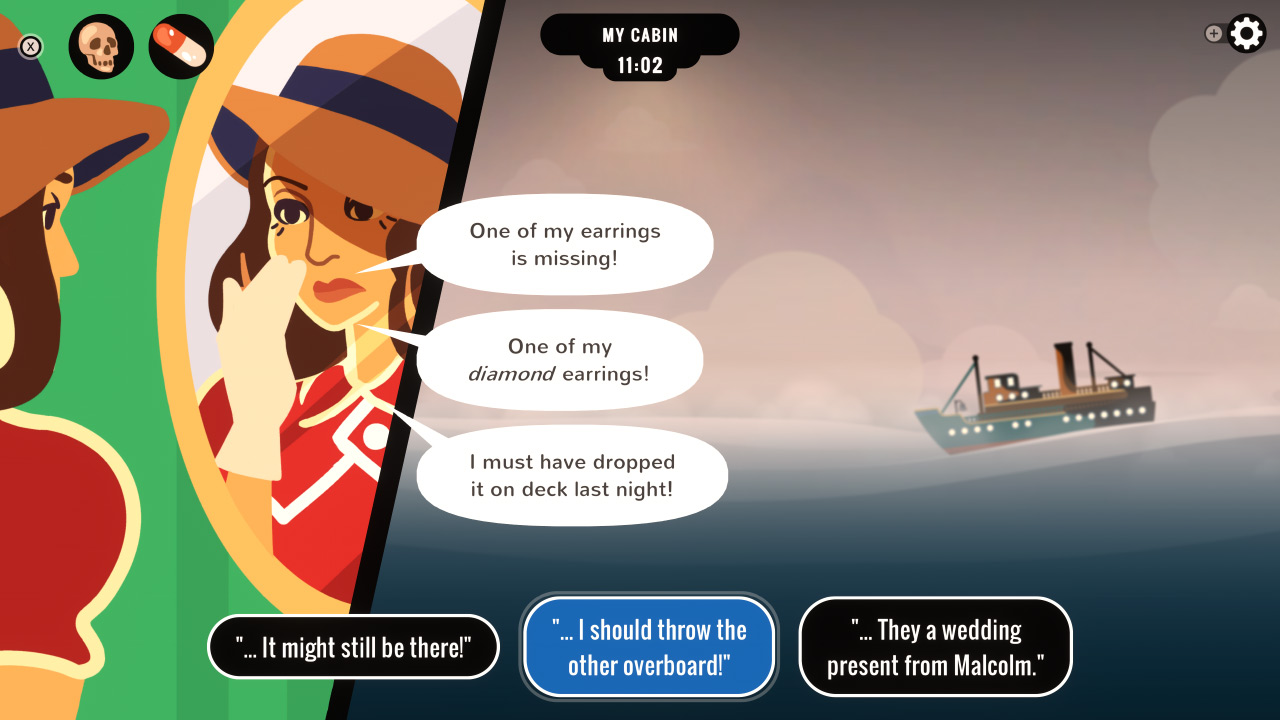 X
MY CABIN
11:02
+
One of my earrings
is missing!
One of my
diamond earrings!
I must have dropped
it on deck last night!
"... It might still be there!"
"... I should throw the
other overboard!"
"... They a wedding
present from Malcolm."